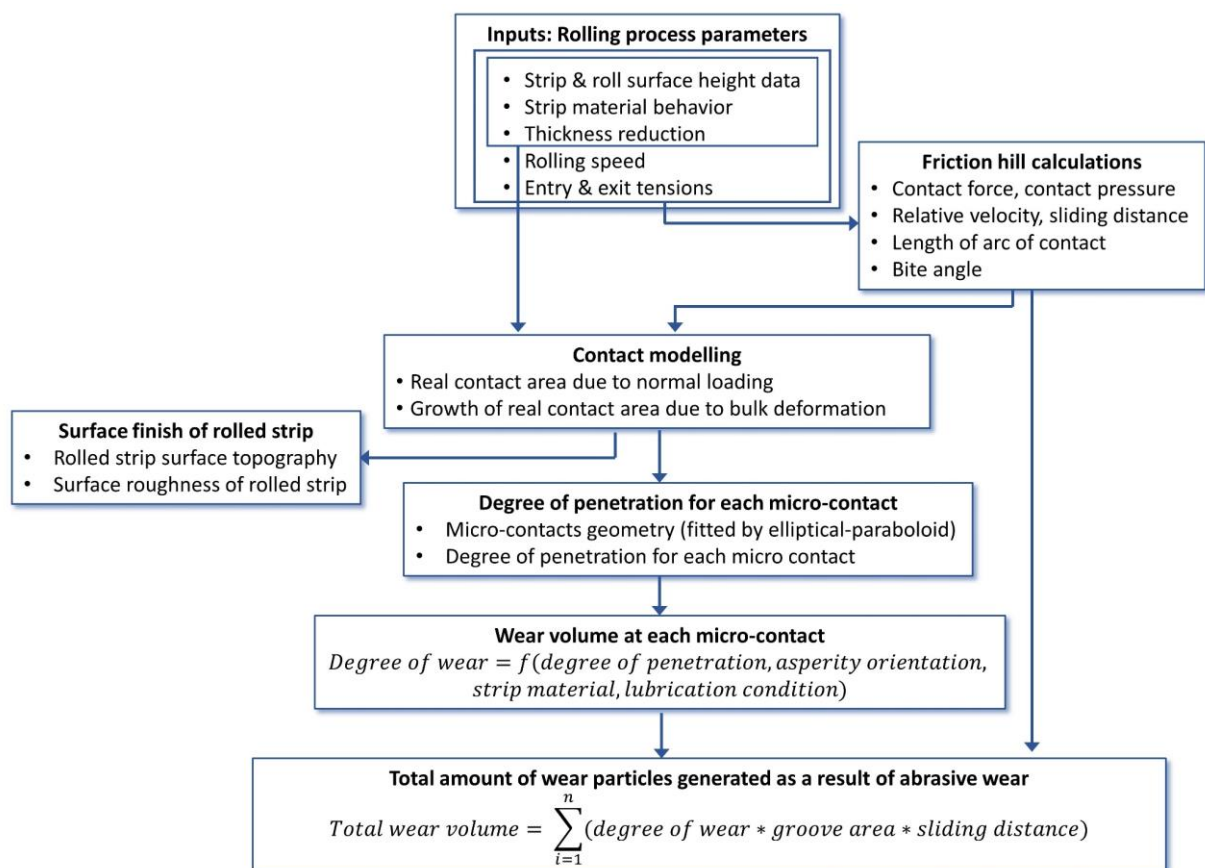 Inputs: Rolling process parameters
• Strip & roll surface height data
• Strip material behavior
• Thickness reduction
• Rolling speed
• Entry & exit tensions
Friction hill calculations
• Contact force, contact pressure
• Relative velocity, sliding distance
• Length of arc of contact
• Bite angle
Contact modelling
• Real contact area due to normal loading
• Growth of real contact area due to bulk deformation
Surface finish of rolled strip
• Rolled strip surface topography
• Surface roughness of rolled strip
Degree of penetration for each micro-contact
• Micro-contacts geometry (fitted by elliptical-paraboloid)
• Degree of penetration for each micro contact
Wear volume at each micro-contact
Degree of wear = f(degree of penetration, asperity orientation,
strip material, lubrication condition)
Total amount of wear particles generated as a result of abrasive wear
n
Total wear volume = ∑(degree of wear * groove area * sliding distance)
i=1